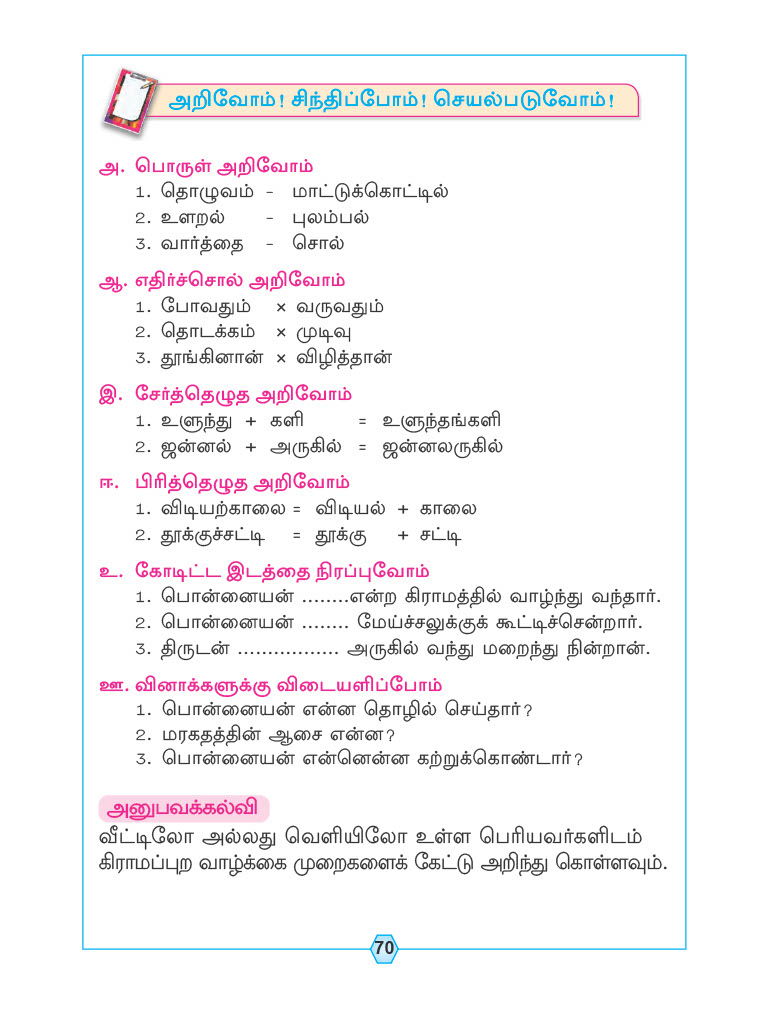 அறிவோம்! சிந்திப்போம்! செயல்படுவோம்!
அ. பொருள் அறிவோம்
1. தொழுவம் - மாட்டுக்கொட்டில்
2. உளறல் - புலம்பல்
3. வார்த்தை - சொல்
ஆ. எதிர்ச்சொல் அறிவோம்
1. போவதும் × வருவதும்
2. தொடக்கம் × முடிவு
3. தூங்கினான் × விழித்தான்
இ. சேர்த்தெழுத அறிவோம்
1. உளுந்து + களி = உளுந்தங்களி
2. ஜன்னல் + அருகில் = ஜன்னலருகில்
ஈ. பிரித்தெழுத அறிவோம்
1. விடியற்காலை = விடியல் + காலை
2. தூக்குச்சட்டி = தூக்கு + சட்டி
உ. கோடிட்ட இடத்தை நிரப்புவோம்
1. பொன்னையன் ........என்ற கிராமத்தில் வாழ்ந்து வந்தார்.
2. பொன்னையன் ........ மேய்ச்சலுக்குக் கூட்டிச்சென்றார்.
3. திருடன் ................. அருகில் வந்து மறைந்து நின்றான்.
ஊ. வினாக்களுக்கு விடையளிப்போம்
1. பொன்னையன் என்ன தொழில் செய்தார்?
2. மரகதத்தின் ஆசை என்ன?
3. பொன்னையன் என்னென்ன கற்றுக்கொண்டார்?
அனுபவக்கல்வி
வீட்டிலோ அல்லது வெளியிலோ உள்ள பெரியவர்களிடம்
கிராமப்புற வாழ்க்கை முறைகளைக் கேட்டு அறிந்து கொள்ளவும்.
70